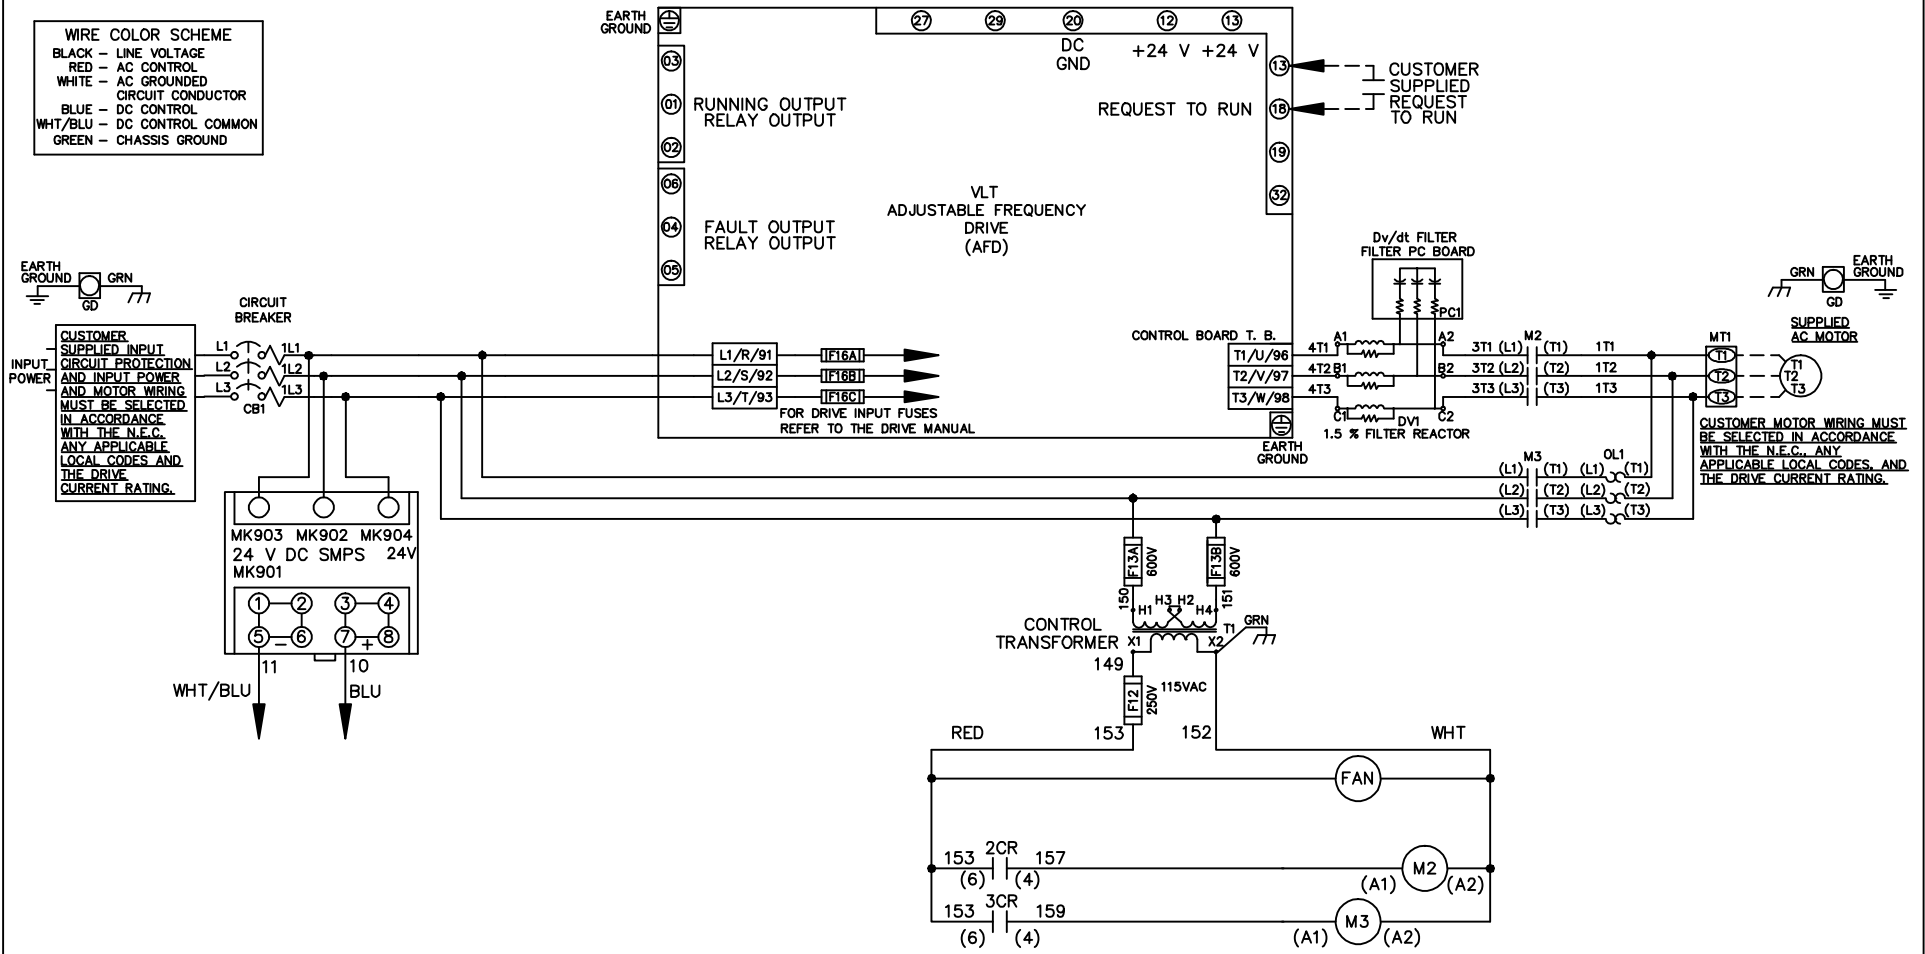 WIRE COLOR SCHEME
BLACK – LINE VOLTAGE
RED – AC CONTROL
WHITE – AC GROUNDED
CIRCUIT CONDUCTOR
BLUE – DC CONTROL
WHT/BLU – DC CONTROL COMMON
GREEN – CHASSIS GROUND
EARTH
GROUND
27 29 20 12 13
DC
GND
+24 V +24 V
03
01
02
RUNNING OUTPUT
RELAY OUTPUT
06
04
05
FAULT OUTPUT
RELAY OUTPUT
VLT
ADJUSTABLE FREQUENCY
DRIVE
(AFD)
REQUEST TO RUN
13
18
19
32
CUSTOMER
SUPPLIED
REQUEST
TO RUN
EARTH
GROUND
GRN
GD
INPUT
POWER
CUSTOMER
SUPPLIED INPUT
CIRCUIT PROTECTION
AND INPUT POWER
AND MOTOR WIRING
MUST BE SELECTED
IN ACCORDANCE
WITH THE N.E.C.
ANY APPLICABLE
LOCAL CODES AND
THE DRIVE
CURRENT RATING.
CIRCUIT
BREAKER
L1 1L1
L2 1L2
L3 1L3
CB1
L1/R/91 F16A
L2/S/92 F16B
L3/T/93 F16C
FOR DRIVE INPUT FUSES
REFER TO THE DRIVE MANUAL
CONTROL BOARD T. B.
T1/U/96
T2/V/97
T3/W/98
EARTH
GROUND
Dv/dt FILTER
FILTER PC BOARD
PC1
4T1 A1 A2
4T2 B1 B2
4T3 C1 C2
DV1
1.5 % FILTER REACTOR
M2
3T1 (L1) (T1) 1T1
3T2 (L2) (T2) 1T2
3T3 (L3) (T3) 1T3
MT1
T1
T2
T3
T1
T2
T3
GRN
GD
EARTH
GROUND
SUPPLIED
AC MOTOR
CUSTOMER MOTOR WIRING MUST
BE SELECTED IN ACCORDANCE
WITH THE N.E.C., ANY
APPLICABLE LOCAL CODES, AND
THE DRIVE CURRENT RATING.
M3 OL1
(L1) (T1) (L1) (T1)
(L2) (T2) (L2) (T2)
(L3) (T3) (L3) (T3)
MK903 MK902 MK904
24 V DC SMPS 24V
MK901
1 2 3 4
5 – 6 7 + 8
11 10
WHT/BLU BLU
F13A 600V
F13B 600V
150 151
H1 H3 H2 H4
CONTROL
TRANSFORMER
X1 X2 T1 GRN
149
F12 250V
115VAC
153 152
RED WHT
FAN
153 2CR 157
(6) (4)
M2
(A1) (A2)
153 3CR 159
(6) (4)
M3
(A1) (A2)